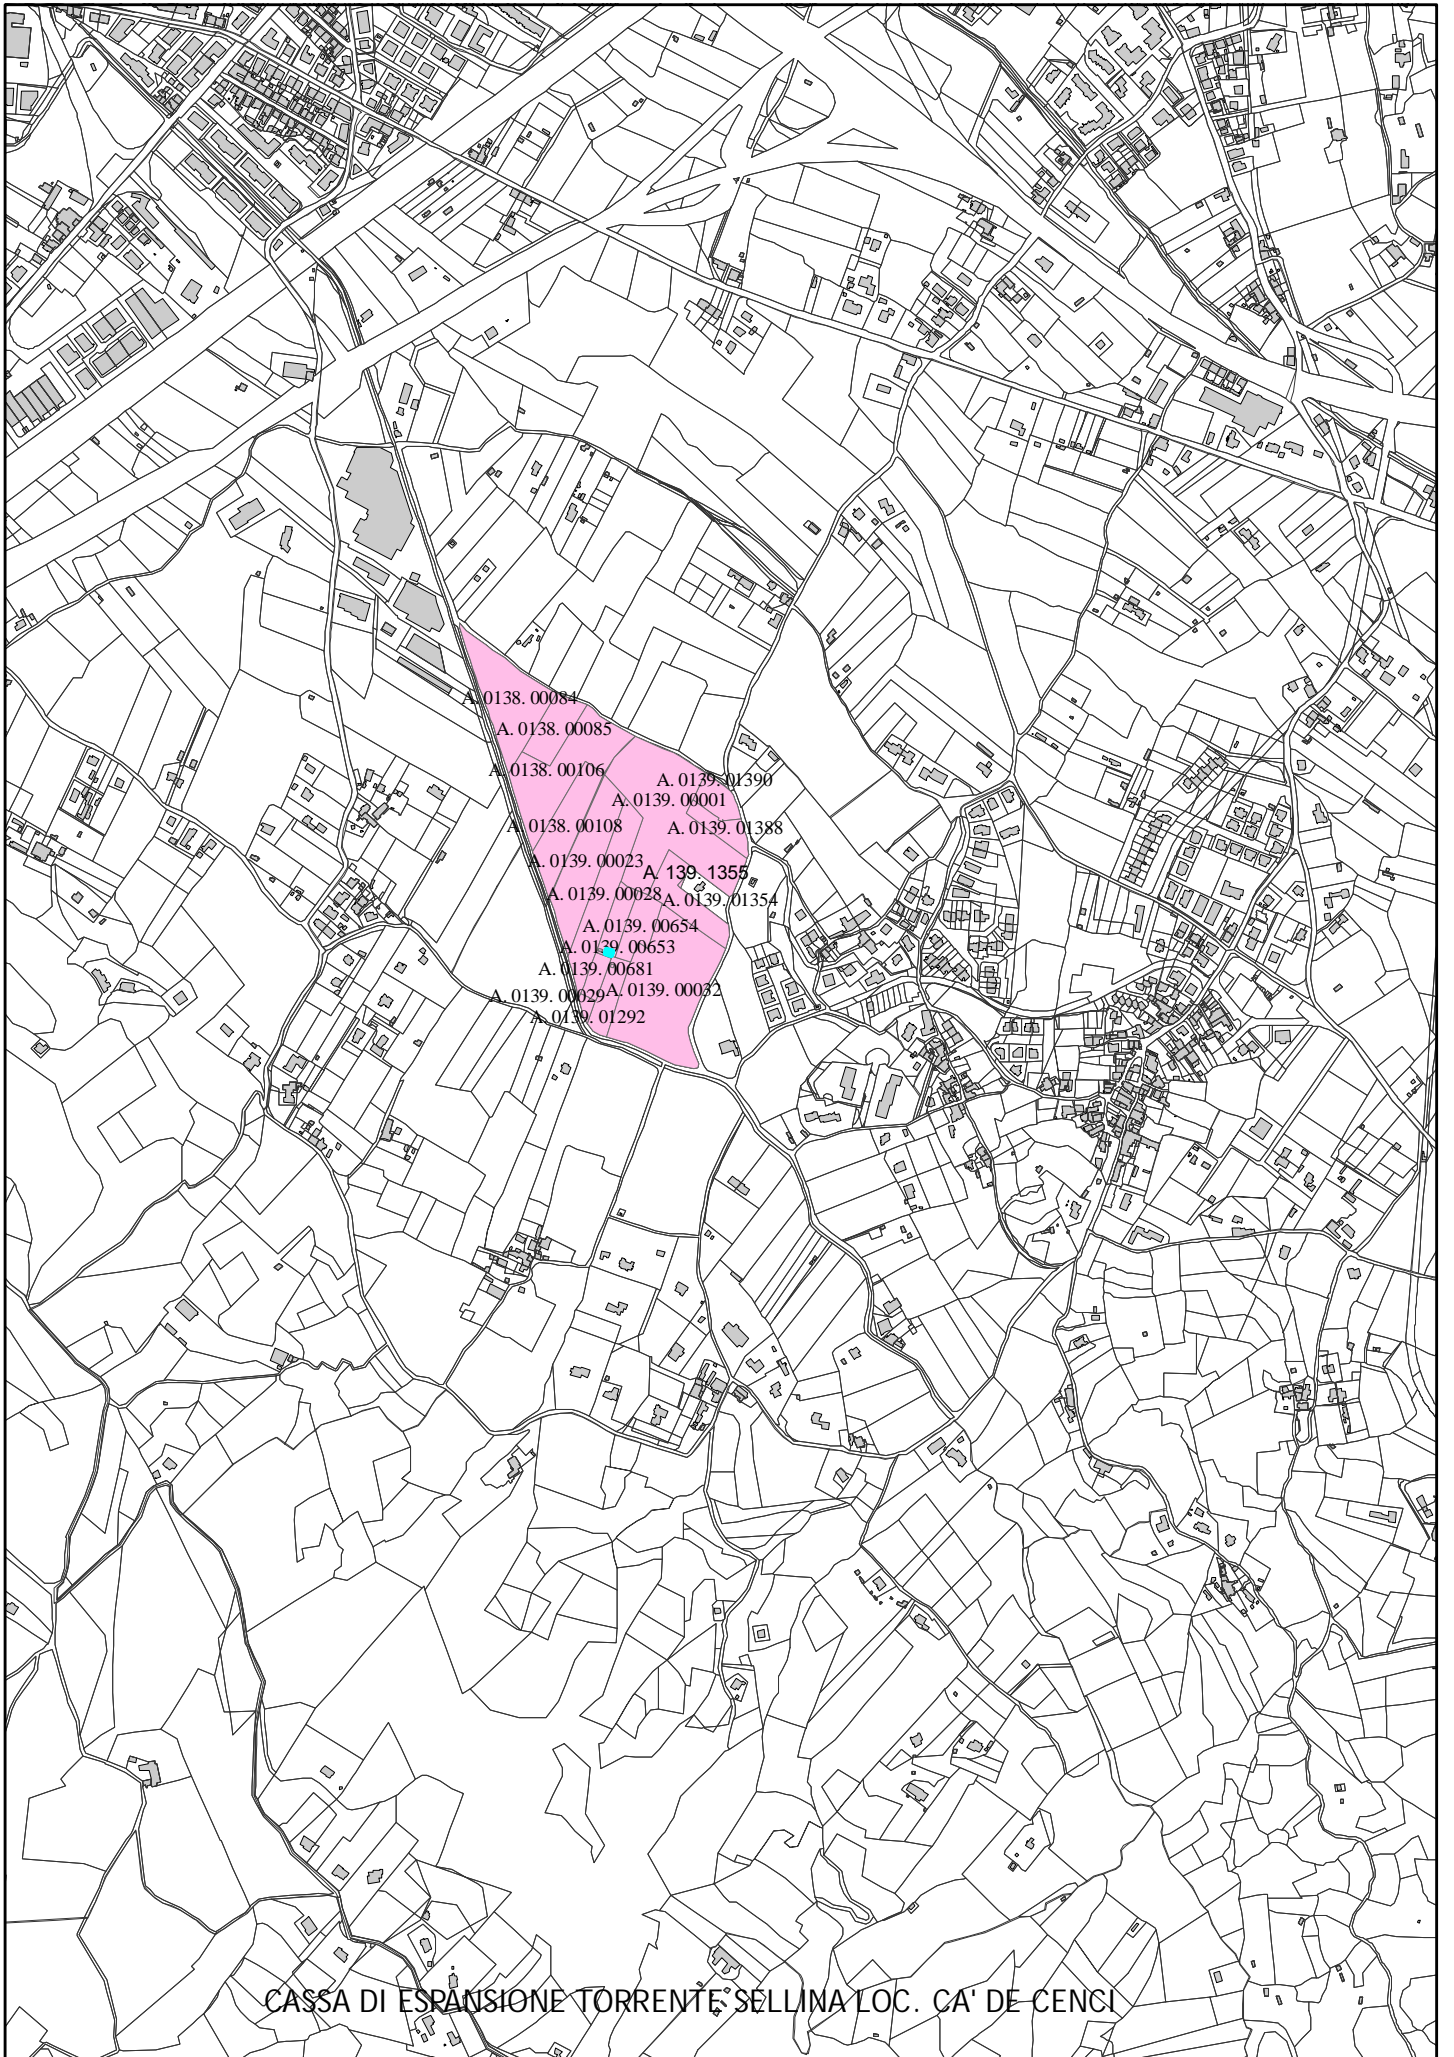 A. 0138. 00084
A. 0138. 00085
A. 0138. 00106
A. 0139. 01390
A. 0139. 00001
A. 0138. 00108
A. 0139. 01388
A. 0139. 00023
A. 139. 1355
A. 0139. 00028
A. 0139. 01354
A. 0139. 00654
A. 0139. 00653
A. 0139. 00681
A. 0139. 00032
A. 0139. 00029
A. 0139. 01292
CASSA DI ESPANSIONE TORRENTE SELLINA LOC. CA' DE CENCI